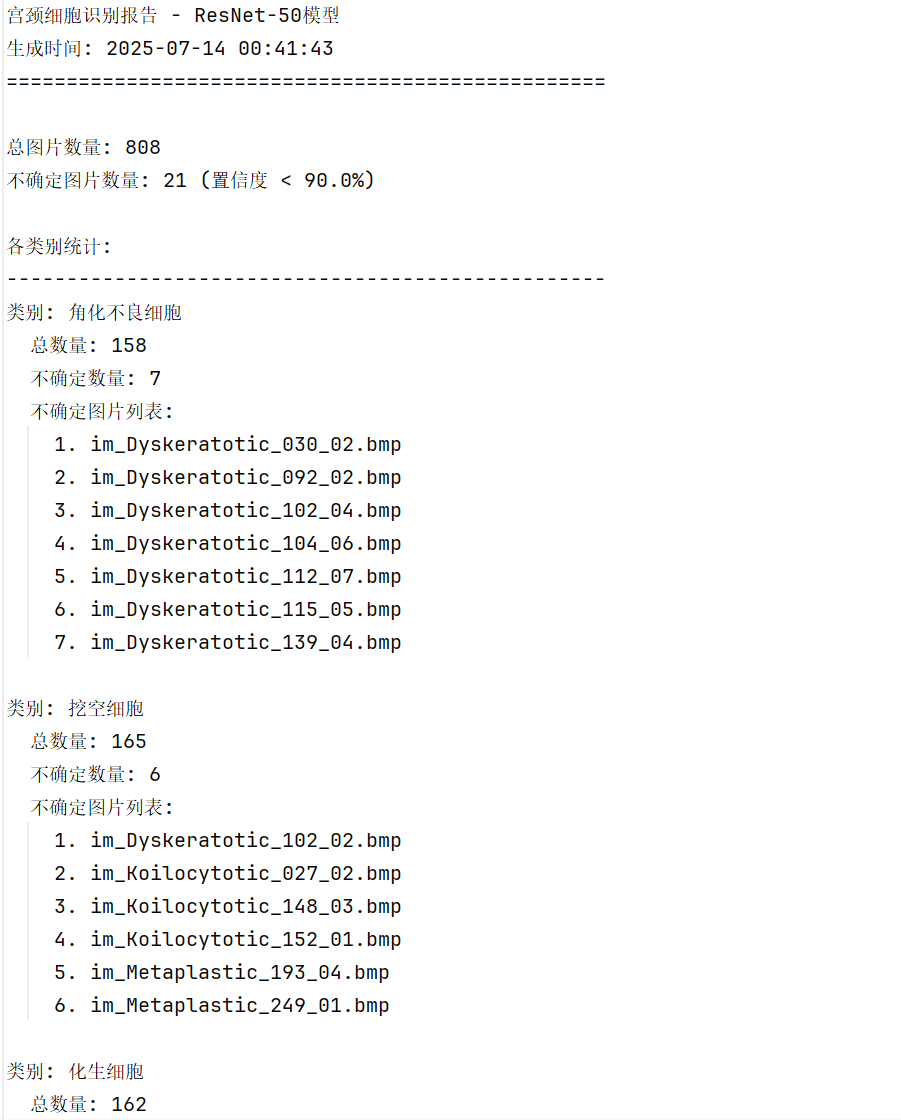 宫颈细胞识别报告 - ResNet-50模型
生成时间: 2025-07-14 00:41:43
==================================================
总图片数量: 808
不确定图片数量: 21 (置信度 < 90.0%)
各类别统计:
--------------------------------------------------
类别: 角化不良细胞
总数量: 158
不确定数量: 7
不确定图片列表:
1. im_Dyskeratotic_030_02.bmp
2. im_Dyskeratotic_092_02.bmp
3. im_Dyskeratotic_102_04.bmp
4. im_Dyskeratotic_104_06.bmp
5. im_Dyskeratotic_112_07.bmp
6. im_Dyskeratotic_115_05.bmp
7. im_Dyskeratotic_139_04.bmp
类别: 挖空细胞
总数量: 165
不确定数量: 6
不确定图片列表:
1. im_Dyskeratotic_102_02.bmp
2. im_Koilocytotic_027_02.bmp
3. im_Koilocytotic_148_03.bmp
4. im_Koilocytotic_152_01.bmp
5. im_Metaplastic_193_04.bmp
6. im_Metaplastic_249_01.bmp
类别: 化生细胞
总数量: 162